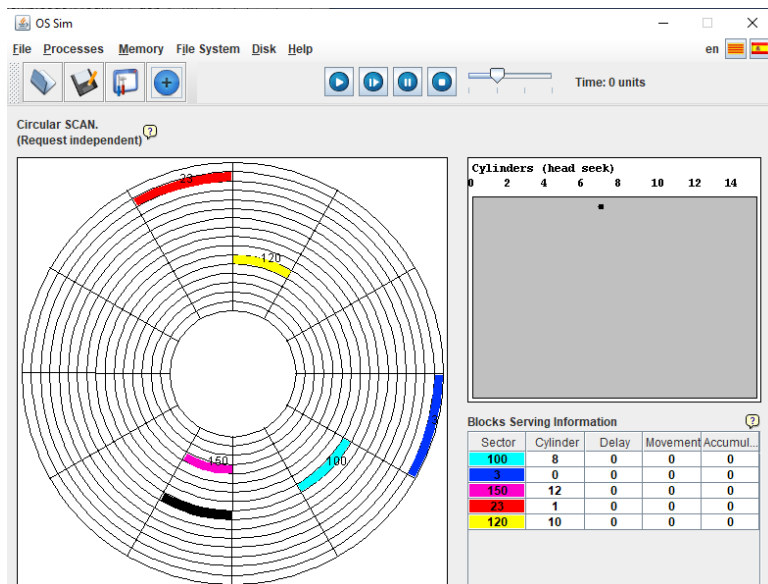 OS Sim
File Processes Memory File System Disk Help
en
Time: 0 units
Circular SCAN.
(Request independent)
?
23
120
150
100
Cylinders (head seek)
0 2 4 6 8 10 12 14
Blocks Serving Information
?
Sector Cylinder Delay Movement Accumul...
100 8 0 0 0
3 0 0 0 0
150 12 0 0 0
23 1 0 0 0
120 10 0 0 0